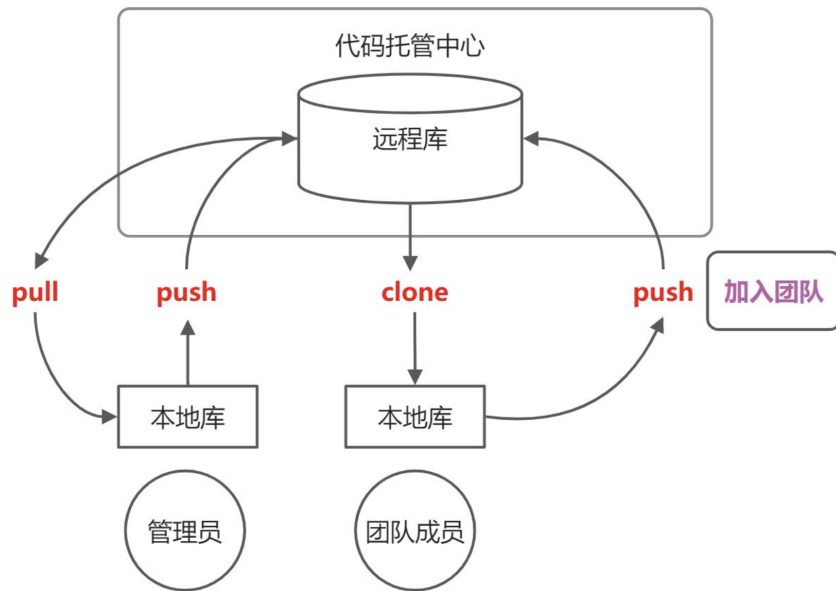 代码托管中心
远程库
pull
push
clone
push
加入团队
本地库
本地库
管理员
团队成员